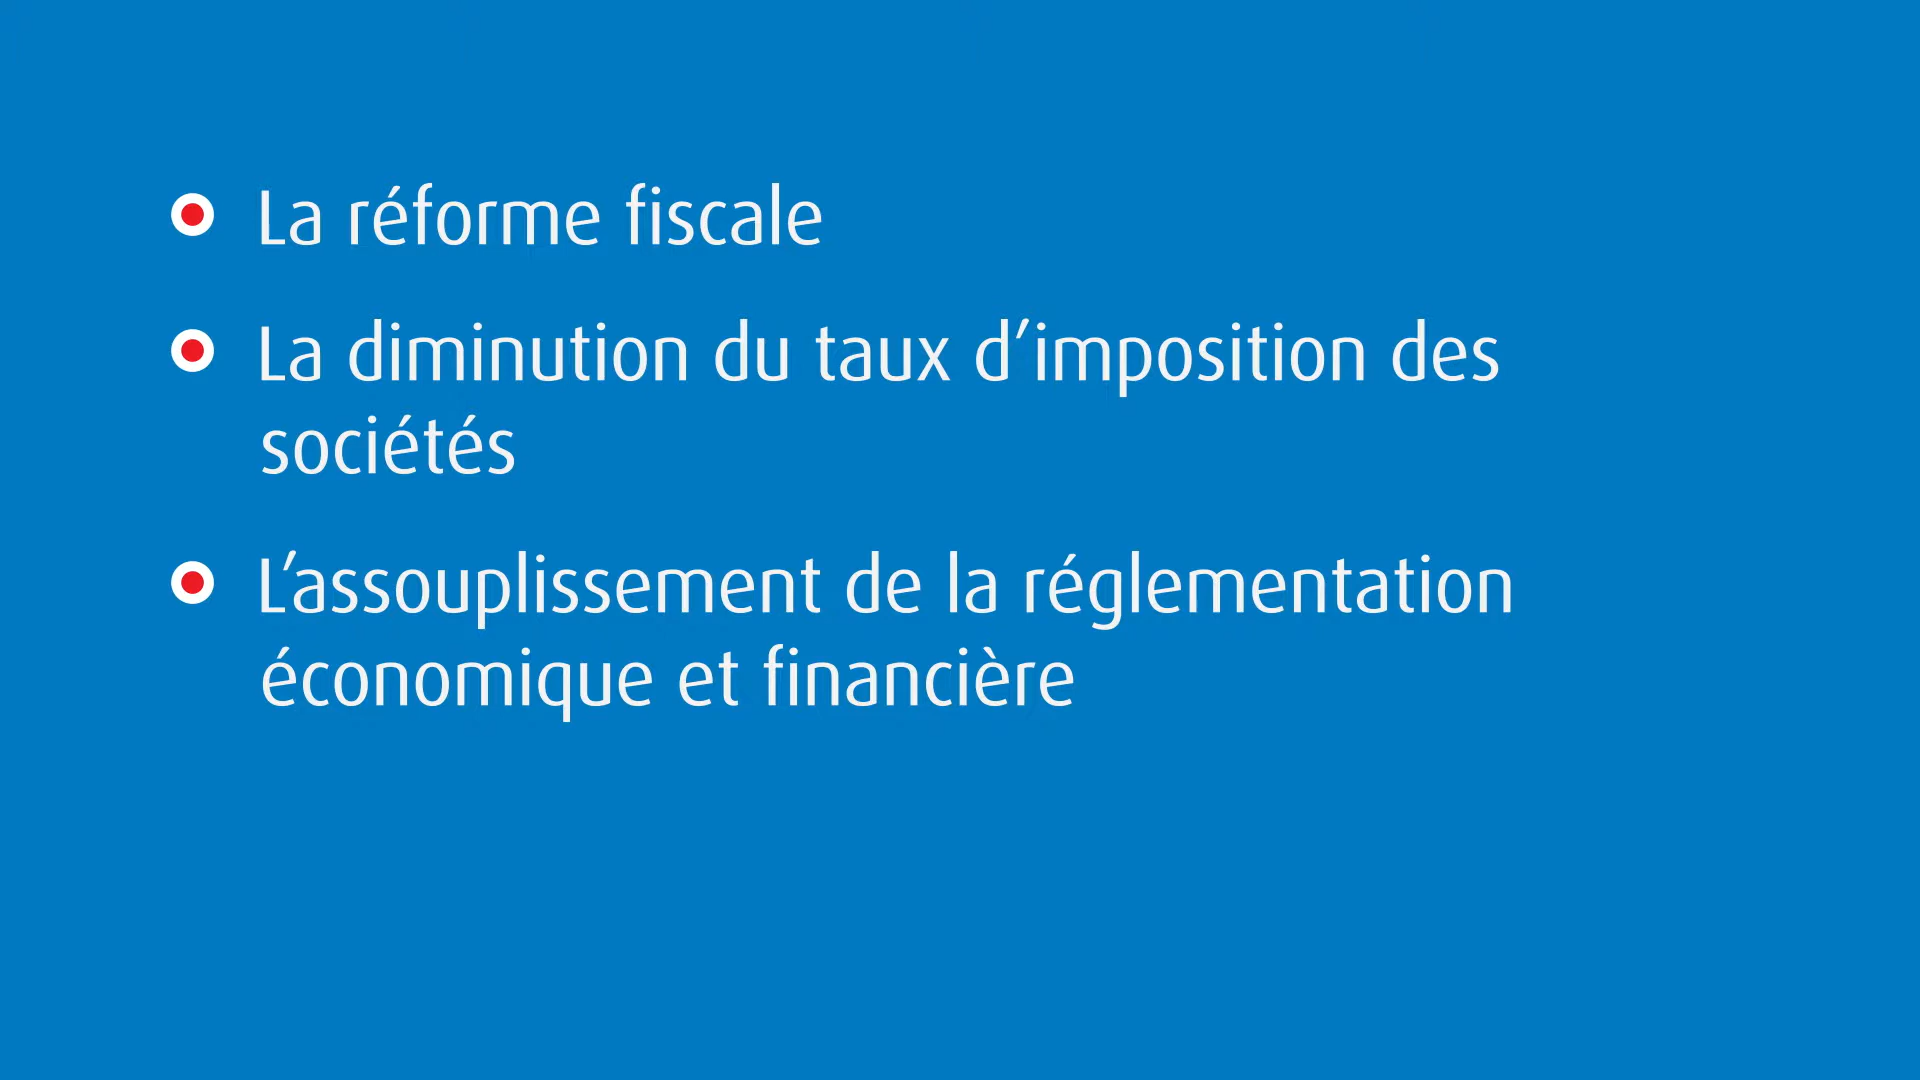 La réforme fiscale
La diminution du taux d’imposition des
sociétés
L’assouplissement de la réglementation
économique et financière